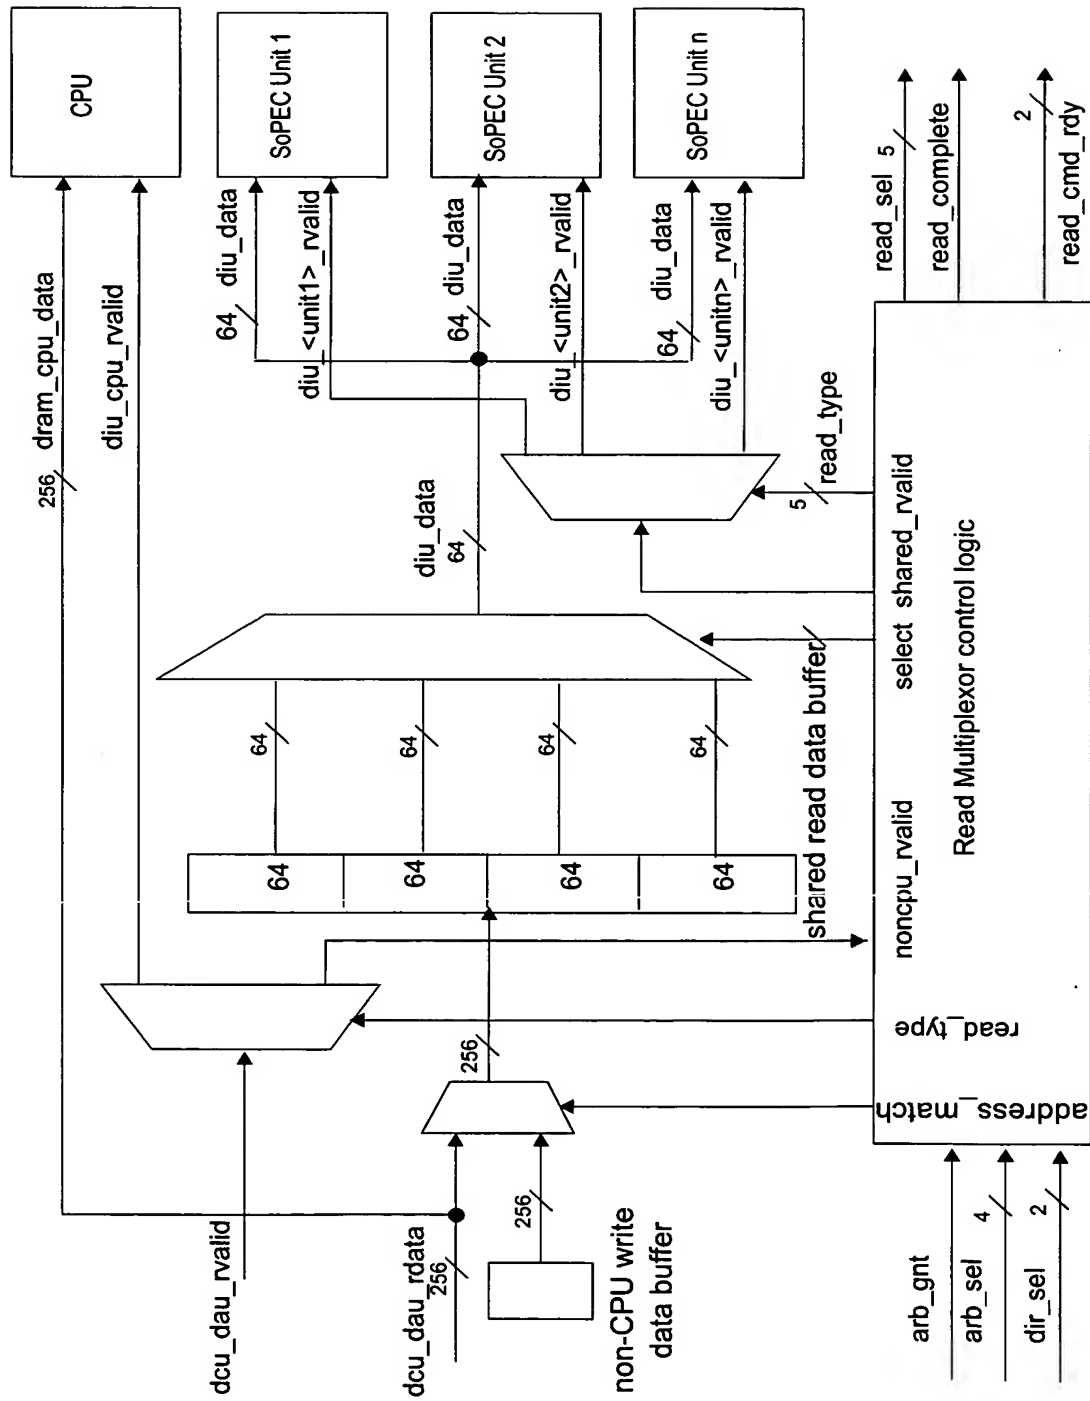 CPU
SoPEC Unit 1
SoPEC Unit 2
SoPEC Unit n
256
dram_cpu_data
diu_cpu_rvalid
64
diu_data
diu_<unit1>_rvalid
64
diu_data
diu_<unit2>_rvalid
64
diu_data
diu_<unitn>_rvalid
diu_data
64
5
read_type
64
64
64
64
64
64
64
64
shared read data buffer
256
dcu_dau_rvalid
dcu_dau_rdata
256
256
non-CPU write
data buffer
address_match
read_type
noncpu_rvalid
select
shared_rvalid
Read Multiplexor control logic
arb_gnt
arb_sel
4
dir_sel
2
read_sel
5
read_complete
2
read_cmd_rdy